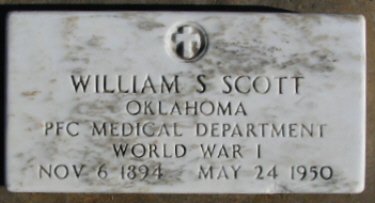 WILLIAM S SCOTT
OKLAHOMA
PFC MEDICAL DEPARTMENT
WORLD WAR I
NOV 6 1894 MAY 24 1950